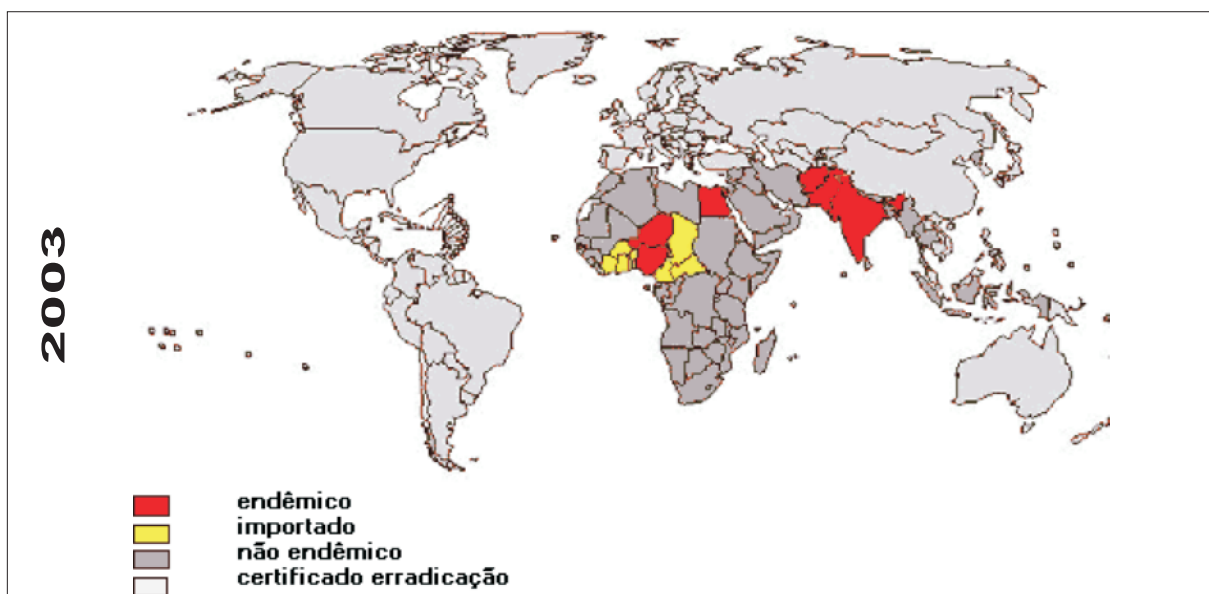 2003
endêmico
importado
não endêmico
certificado erradicação